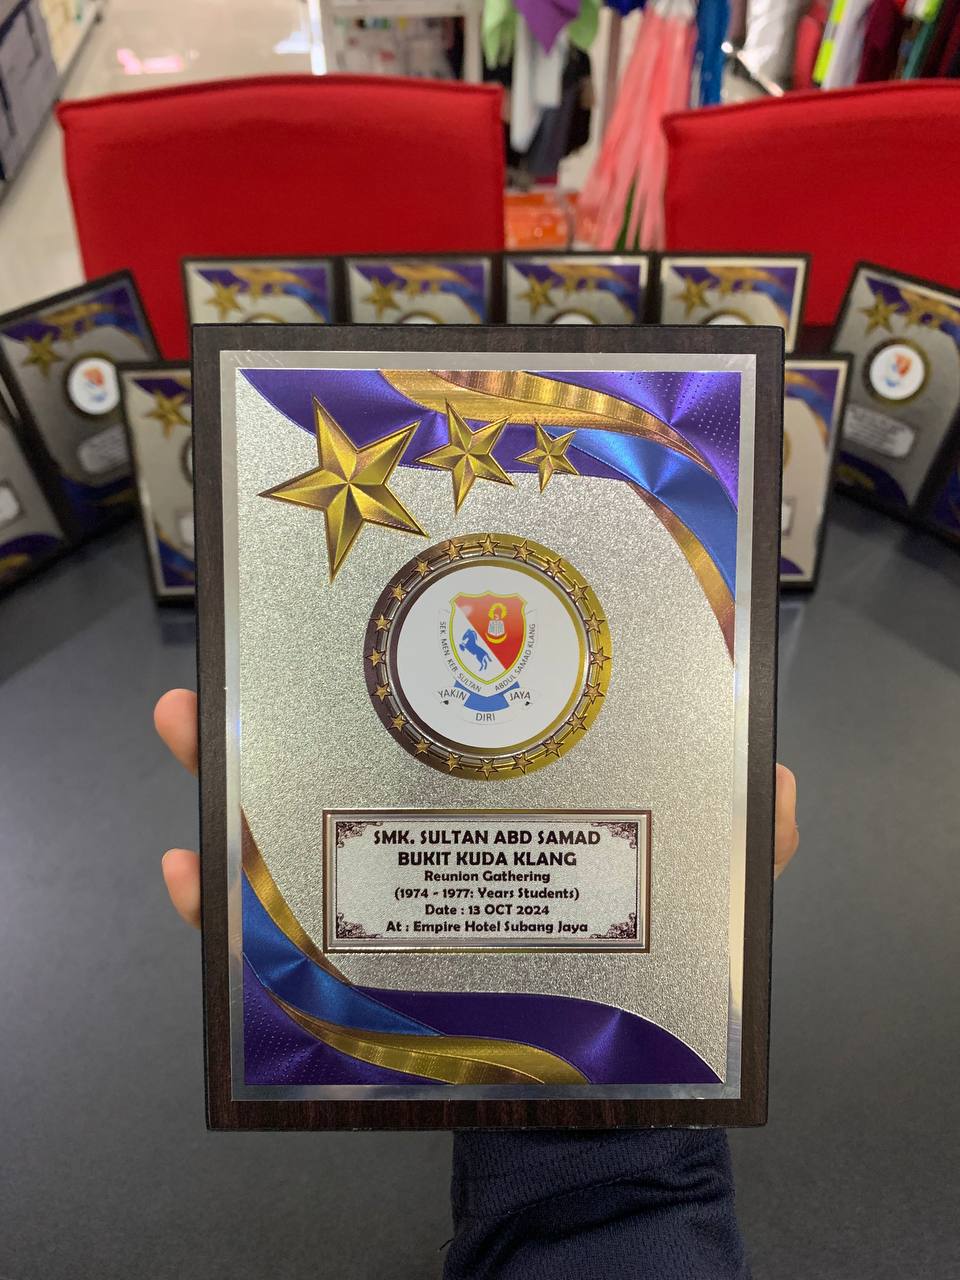 SEK. MEN. KEB. SULTAN ABDUL SAMAD KLANG
YAKIN DIRI JAYA
SMK. SULTAN ABD SAMAD
BUKIT KUDA KLANG
Reunion Gathering
(1974 - 1977: Years Students)
Date : 13 OCT 2024
At : Empire Hotel Subang Jaya